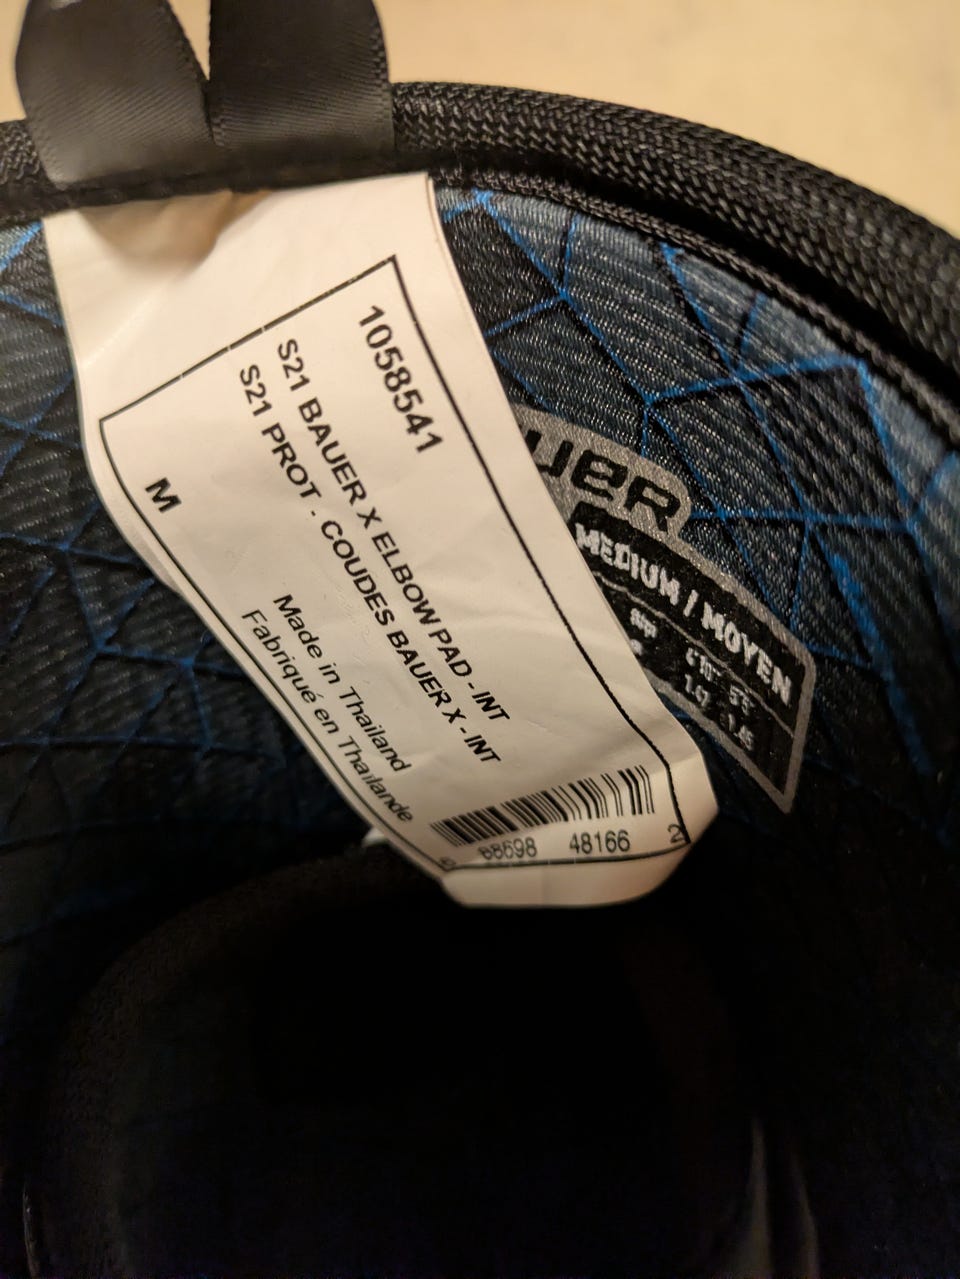 1058541
S21 BAUER X ELBOW PAD - INT
S21 PROT. COUDES BAUER X - INT
M
Made in Thailand
Fabriqué en Thaïlande
48166 2
MEDIUM / MOYEN